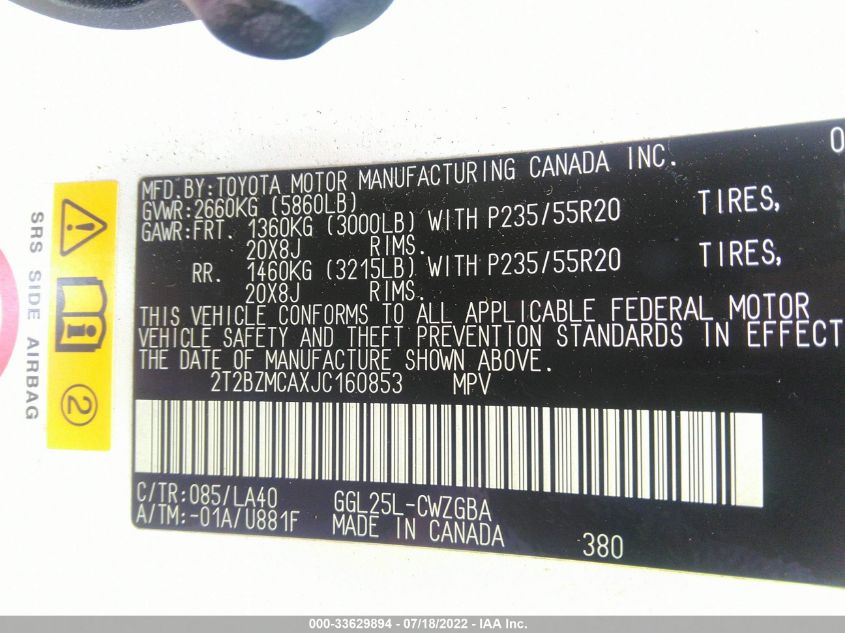 SRS SIDE AIRBAG
2
0
MFD. BY: TOYOTA MOTOR MANUFACTURING CANADA INC.
GVWR: 2660KG (5860LB)
GAWR: FRT. 1360KG (3000LB) WITH P235/55R20 TIRES,
20X8J RIMS.
RR. 1460KG (3215LB) WITH P235/55R20 TIRES,
20X8J RIMS.
THIS VEHICLE CONFORMS TO ALL APPLICABLE FEDERAL MOTOR
VEHICLE SAFETY AND THEFT PREVENTION STANDARDS IN EFFECT
THE DATE OF MANUFACTURE SHOWN ABOVE.
2T2BZMCAXJC160853 MPV
C/TR: 085/LA40 GGL25L-CWZGBA
A/TM: -01A/U881F MADE IN CANADA 380
000-33629894 - 07/18/2022 - IAA Inc.